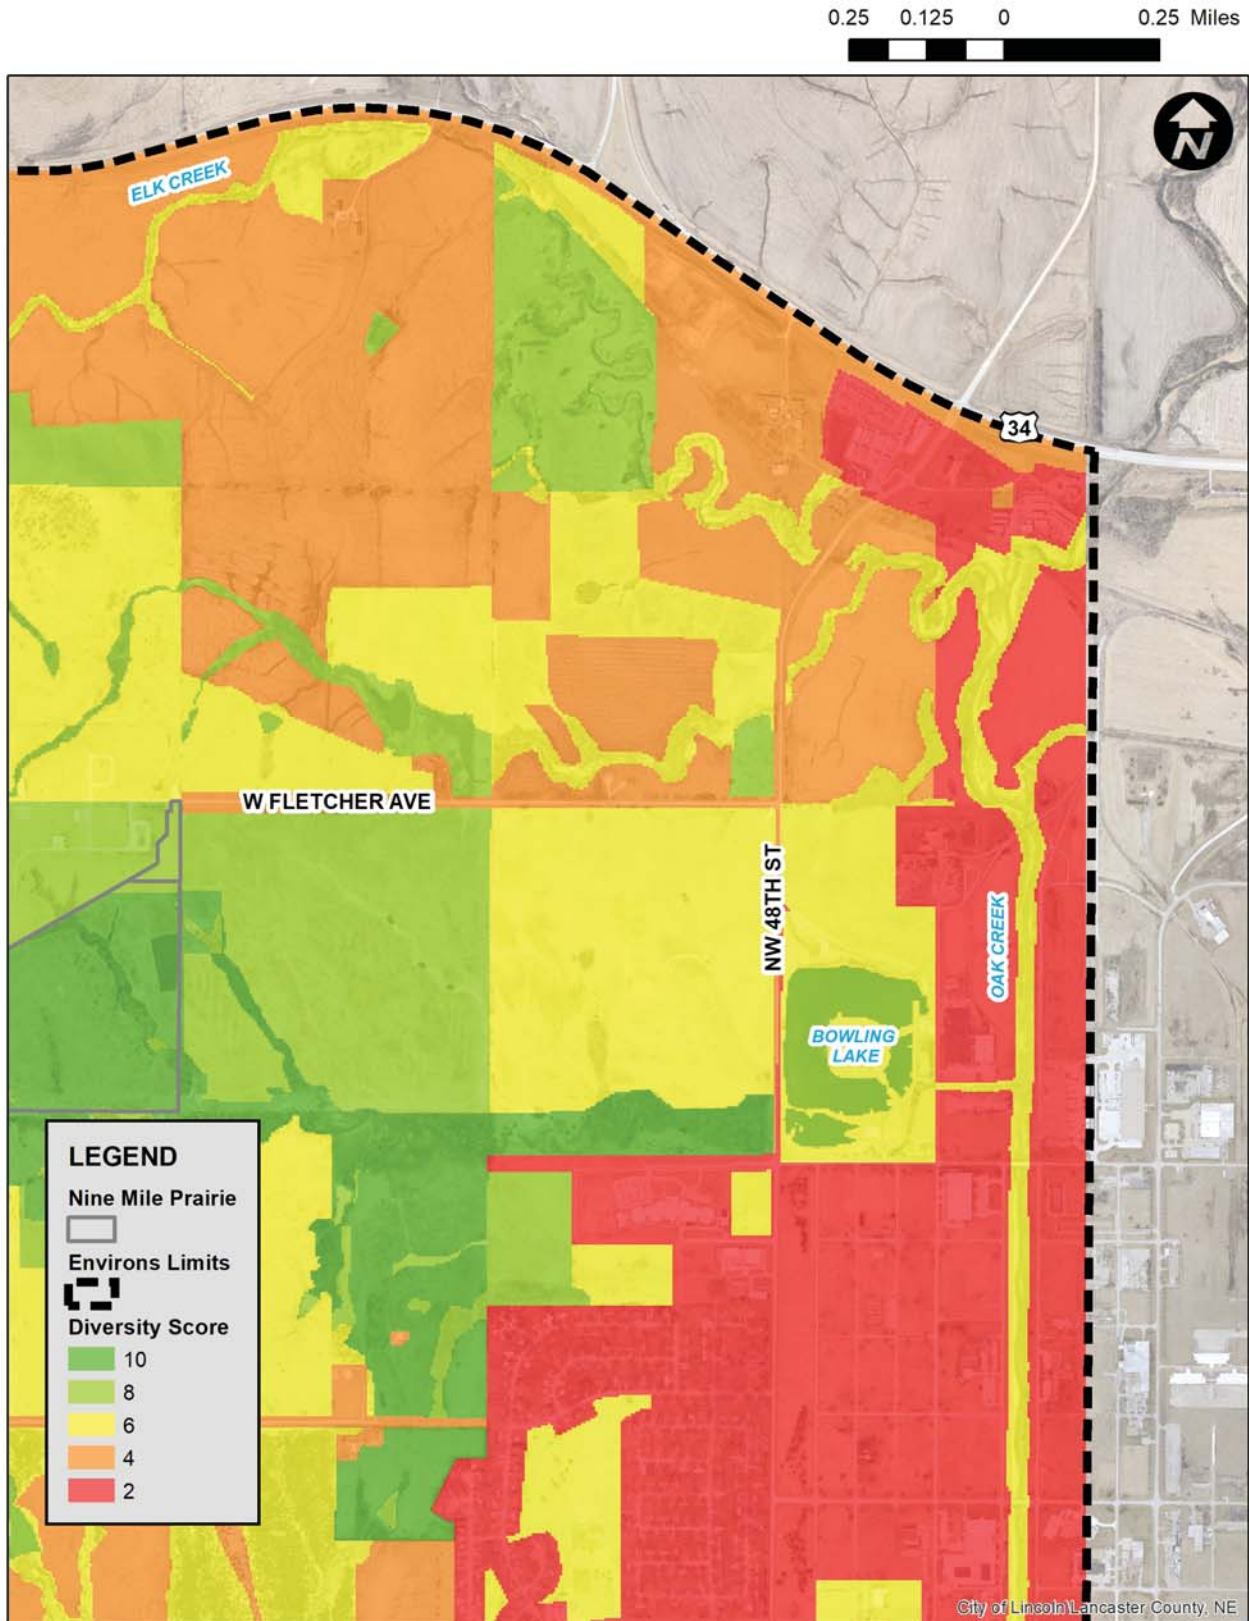 0.25 0.125 0 0.25 Miles
N
ELK CREEK
34
W FLETCHER AVE
NW 48TH ST
OAK CREEK
BOWLING
LAKE
LEGEND
Nine Mile Prairie
Environs Limits
Diversity Score
10
8
6
4
2
City of Lincoln\Lancaster County, NE